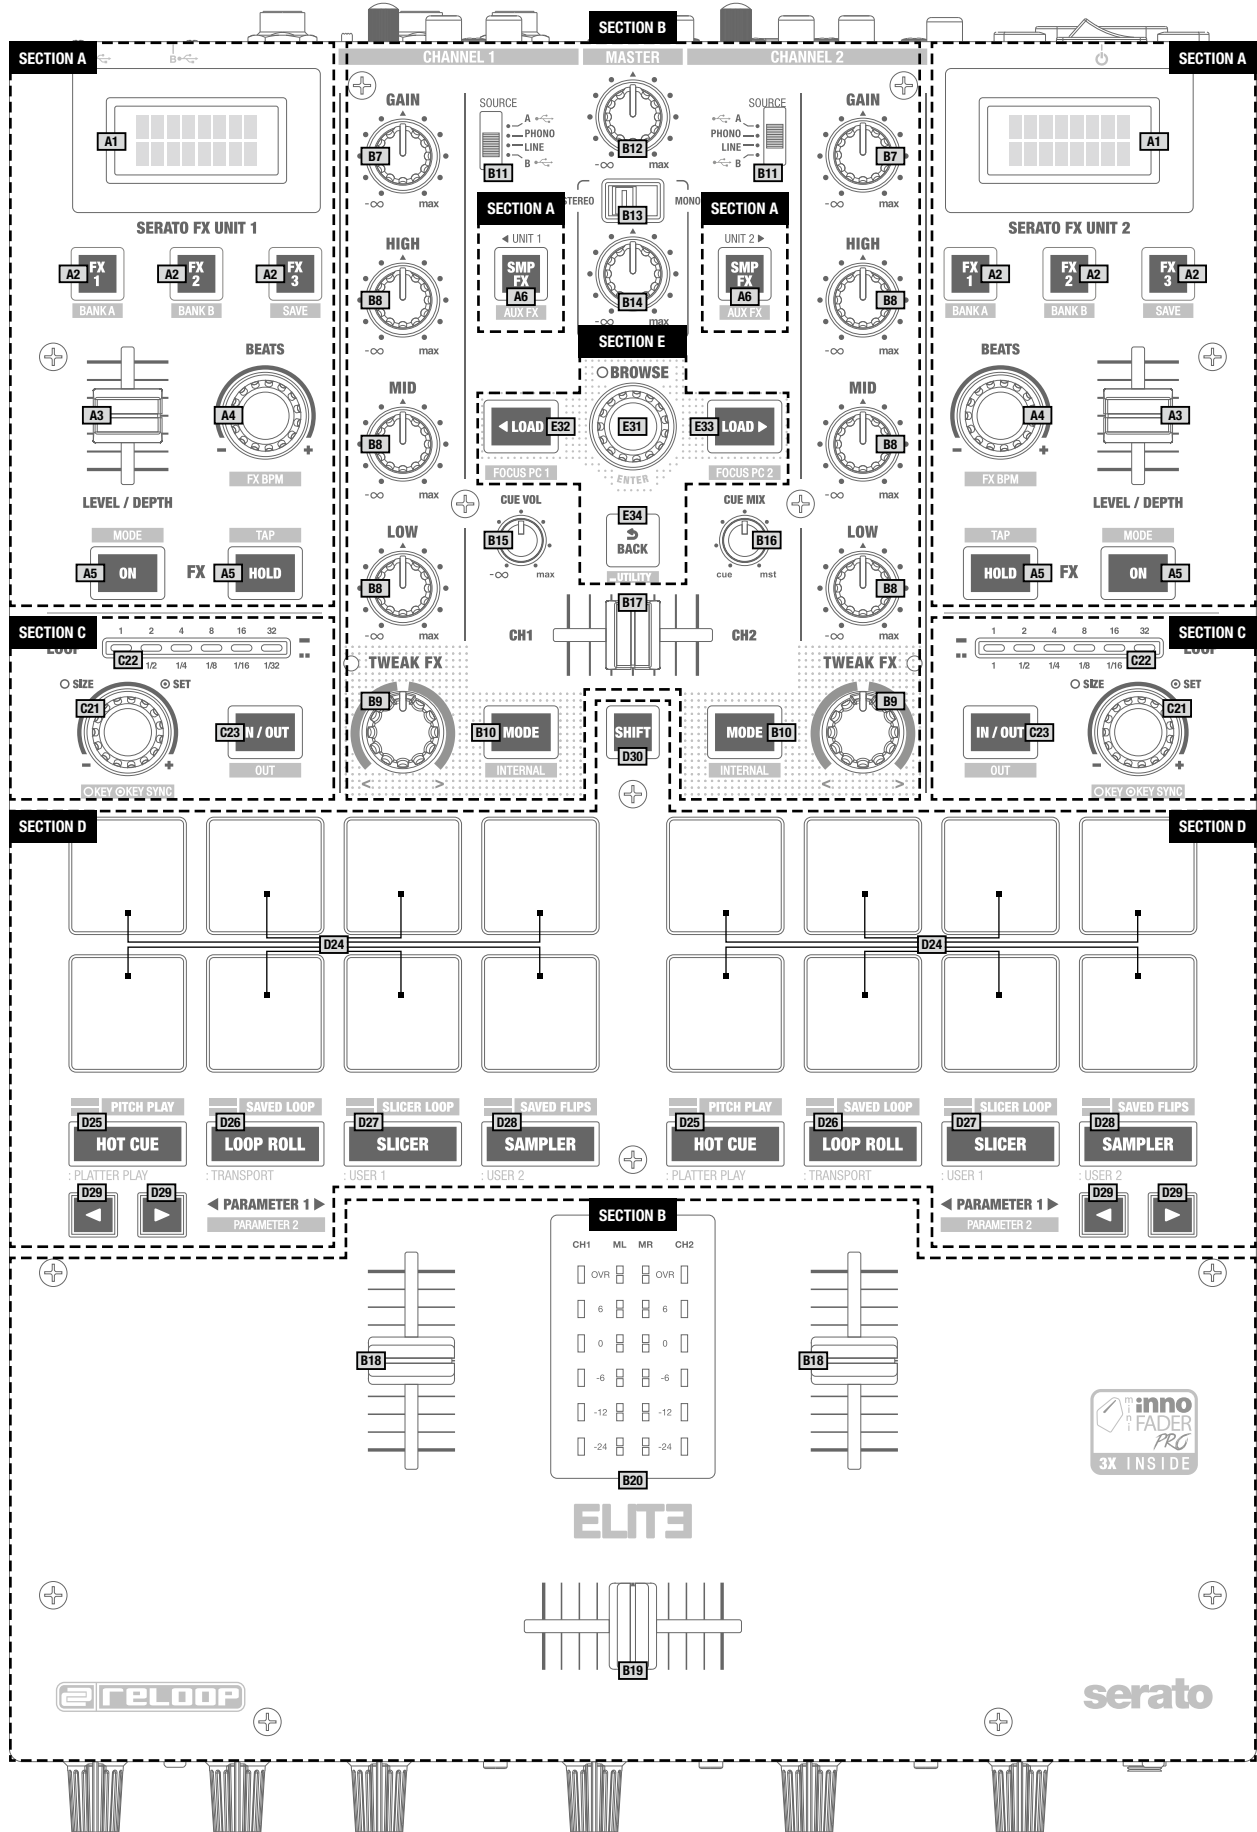 SECTION B
SECTION A
SECTION A
B
CHANNEL 1
MASTER
CHANNEL 2
A1
A1
GAIN
SOURCE
SOURCE
GAIN
A
PHONO
LINE
B
A
PHONO
LINE
B
B7
B11
B12
B11
B7
-∞ max
-∞ max
-∞ max
SECTION A
SECTION A
B13
MONO
SERATO FX UNIT 1
SERATO FX UNIT 2
HIGH
◄ UNIT 1
UNIT 2 ►
HIGH
FX 1
A2
FX 2
A2
FX 3
A2
SMP FX
A6
B14
SMP FX
A6
FX 1
A2
FX 2
A2
FX 3
A2
B8
B8
BANK A
BANK B
SAVE
AUX FX
max
AUX FX
BANK A
BANK B
SAVE
-∞ max
-∞ max
SECTION E
BEATS
BROWSE
BEATS
MID
MID
A3
A4
◄ LOAD
E32
E31
E33
LOAD ►
A4
A3
- +
B8
B8
- +
FX BPM
FOCUS PC 1
ENTER
FOCUS PC 2
FX BPM
-∞ max
-∞ max
LEVEL / DEPTH
CUE VOL
CUE MIX
LEVEL / DEPTH
MODE
TAP
LOW
E34
LOW
TAP
MODE
B15
BACK
B16
-∞ max
cue mst
A5
ON
FX
A5
HOLD
B8
UTILITY
B8
HOLD
A5
FX
ON
A5
B17
-∞ max
-∞ max
SECTION C
SECTION C
CH1
CH2
1 2 4 8 16 32
C22
1/2 1/4 1/8 1/16 1/32
1 2 4 8 16 32
1 1/2 1/4 1/8 1/16
C22
TWEAK FX
TWEAK FX
SIZE
SET
SIZE
SET
C21
B9
B9
C21
C23
IN / OUT
B10
MODE
SHIFT
D30
MODE
B10
IN / OUT
C23
- +
OUT
< >
INTERNAL
INTERNAL
< >
OUT
- +
KEY
KEY SYNC
KEY
KEY SYNC
SECTION D
SECTION D
D24
D24
PITCH PLAY
SAVED LOOP
SLICER LOOP
SAVED FLIPS
PITCH PLAY
SAVED LOOP
SLICER LOOP
SAVED FLIPS
D25
D26
D27
D28
D25
D26
D27
D28
HOT CUE
LOOP ROLL
SLICER
SAMPLER
HOT CUE
LOOP ROLL
SLICER
SAMPLER
: PLATTER PLAY
: TRANSPORT
: USER 1
: USER 2
: PLATTER PLAY
: TRANSPORT
: USER 1
: USER 2
D29
D29
◄ PARAMETER 1 ►
◄ PARAMETER 1 ►
D29
D29
PARAMETER 2
PARAMETER 2
SECTION B
CH1 ML MR CH2
OVR OVR
6 6
0 0
-6 -6
-12 -12
-24 -24
B18
B18
B20
mini inno
FADER
PRO
3X INSIDE
ELITE
B19
reloop
serato